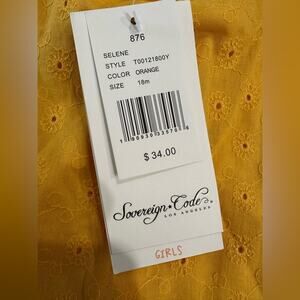 876
SELENE
STYLE T00121800Y
COLOR ORANGE
SIZE 18m
$ 34.00
Sovereign Code
LOS ANGELES
GIRLS